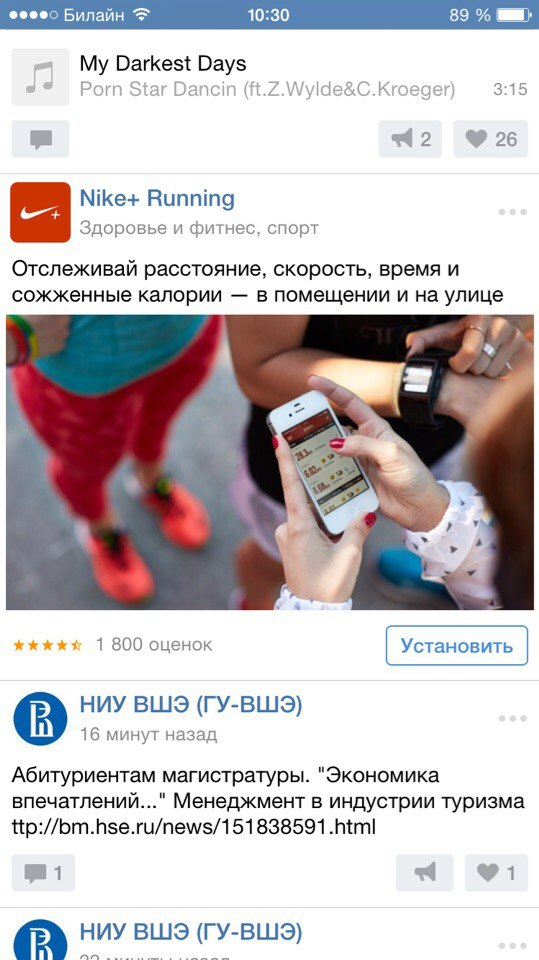 Билайн 10:30 89 %
My Darkest Days
Porn Star Dancin (ft.Z.Wylde&C.Kroeger) 3:15
2 26
Nike+ Running
Здоровье и фитнес, спорт
Отслеживай расстояние, скорость, время и
сожженные калории — в помещении и на улице
1 800 оценок Установить
НИУ ВШЭ (ГУ-ВШЭ)
16 минут назад
Абитуриентам магистратуры. "Экономика
впечатлений..." Менеджмент в индустрии туризма
ttp://bm.hse.ru/news/151838591.html
1 1
НИУ ВШЭ (ГУ-ВШЭ)